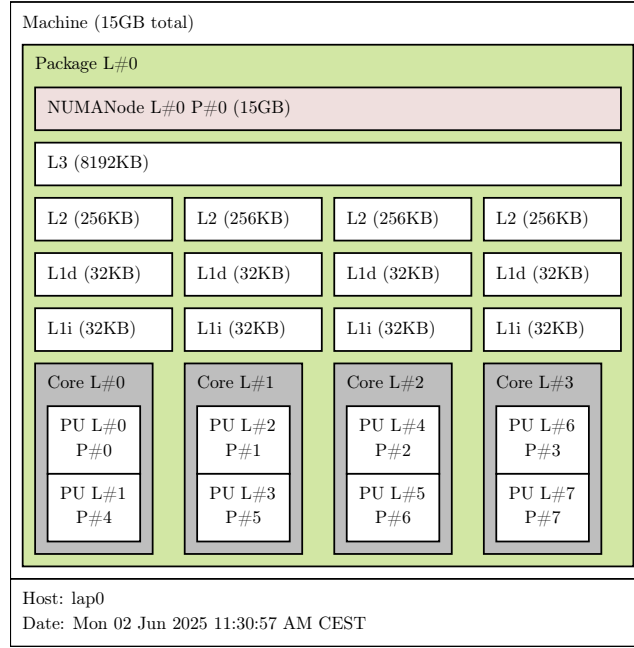 Machine (15GB total)
Package L#0
NUMANode L#0 P#0 (15GB)
L3 (8192KB)
L2 (256KB) L2 (256KB) L2 (256KB) L2 (256KB)
L1d (32KB) L1d (32KB) L1d (32KB) L1d (32KB)
L1i (32KB) L1i (32KB) L1i (32KB) L1i (32KB)
Core L#0 Core L#1 Core L#2 Core L#3
PU L#0 PU L#2 PU L#4 PU L#6
P#0 P#1 P#2 P#3
PU L#1 PU L#3 PU L#5 PU L#7
P#4 P#5 P#6 P#7
Host: lap0
Date: Mon 02 Jun 2025 11:30:57 AM CEST